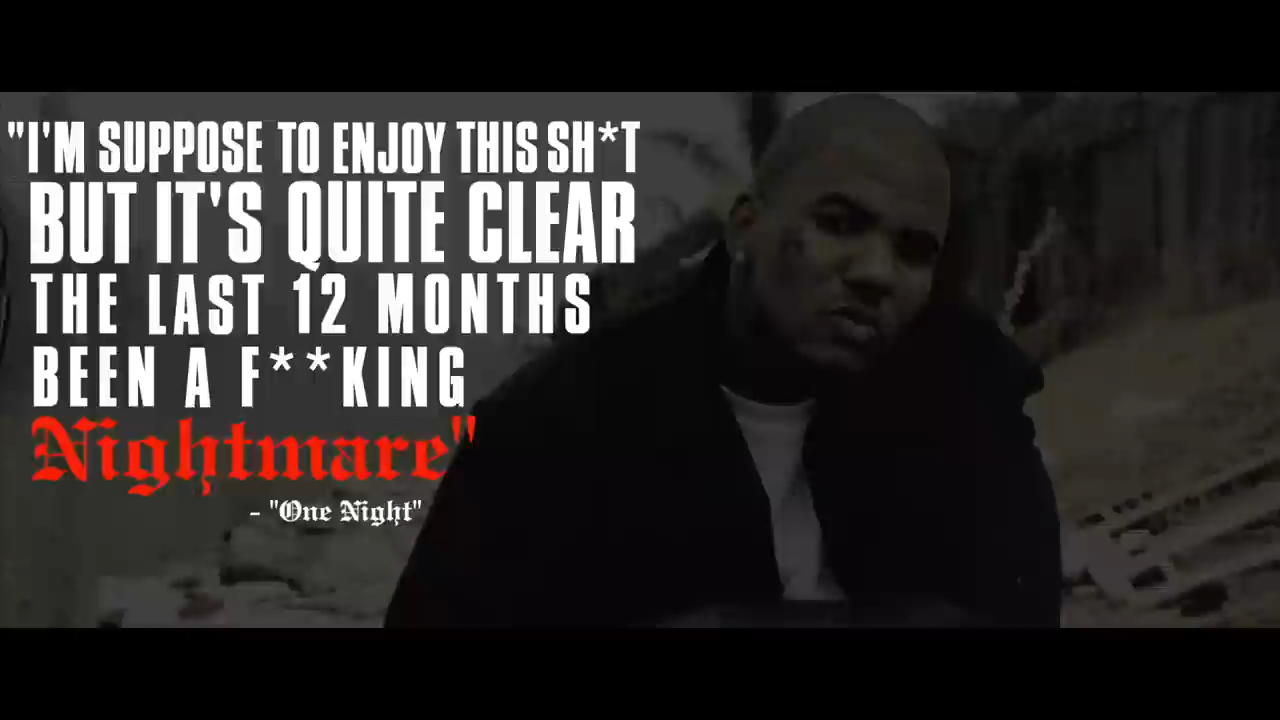 "I'M SUPPOSE TO ENJOY THIS SH*T
BUT IT'S QUITE CLEAR
THE LAST 12 MONTHS
BEEN A F**KING
Nightmare"
- "One Night"